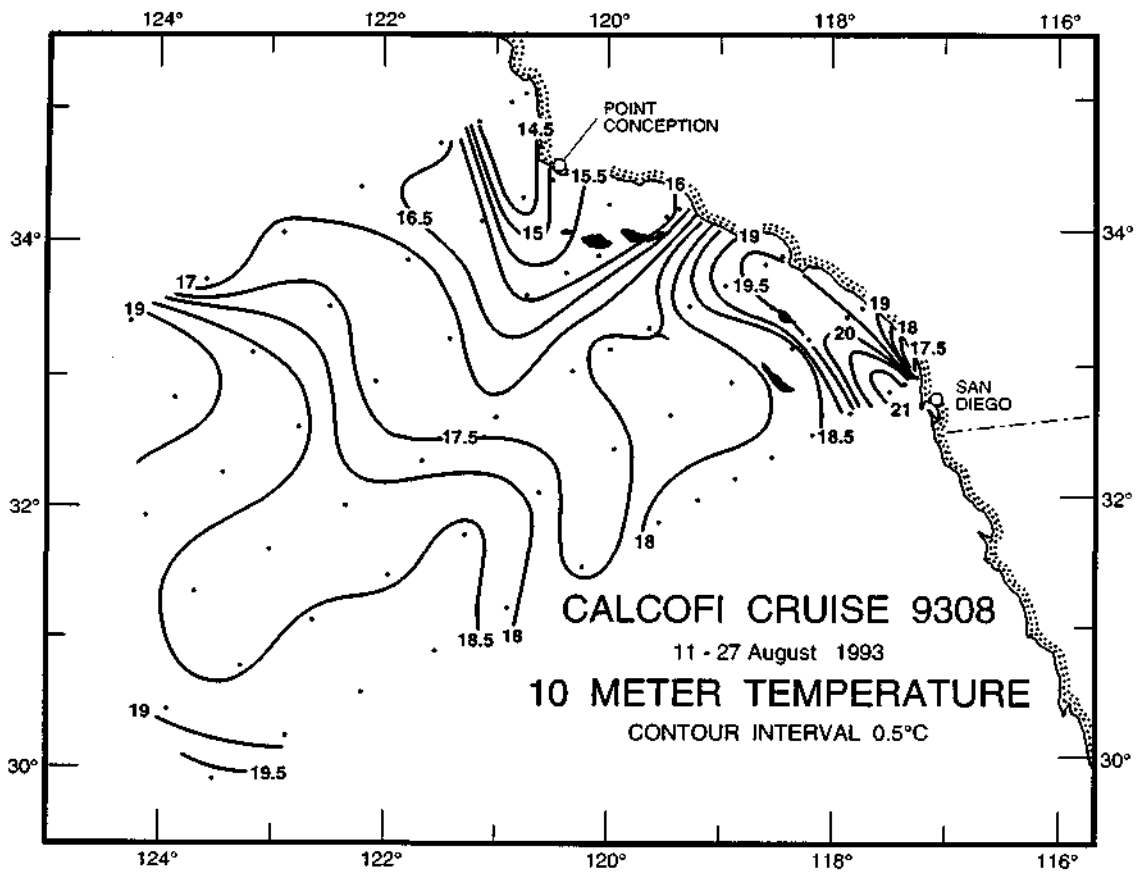 124° 122° 120° 118° 116°
POINT
CONCEPTION
14.5
15.5
16
16.5
15
34° 19 34°
17
19.5
19
19
20
18
17.5
SAN
DIEGO
21
18.5
17.5
32° 32°
18
CALCOFI CRUISE 9308
18.5 18
11 - 27 August 1993
10 METER TEMPERATURE
19
CONTOUR INTERVAL 0.5°C
30° 19.5 30°
124° 122° 120° 118° 116°